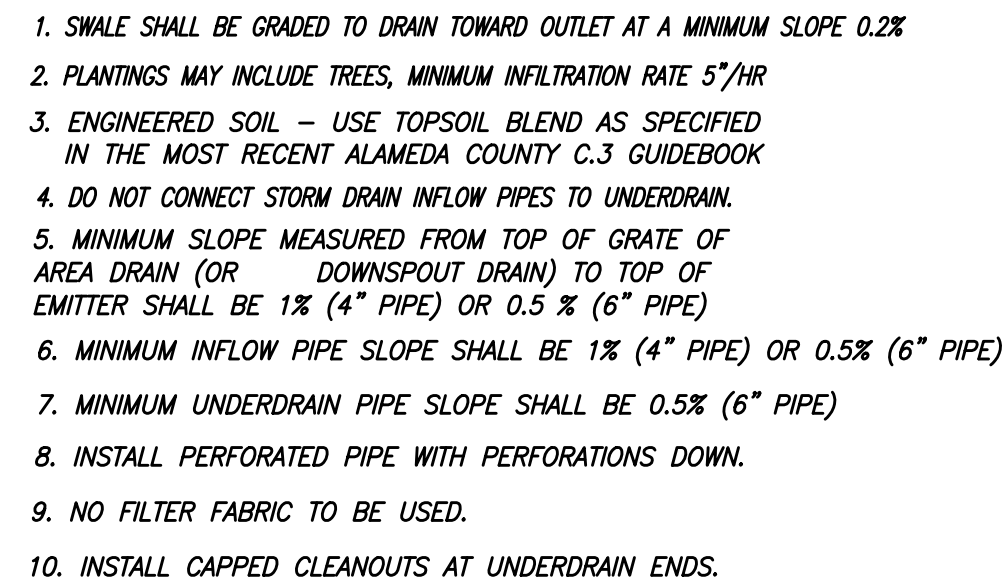 1. SWALE SHALL BE GRADED TO DRAIN TOWARD OUTLET AT A MINIMUM SLOPE 0.2%
2. PLANTINGS MAY INCLUDE TREES, MINIMUM INFILTRATION RATE 5"/HR
3. ENGINEERED SOIL – USE TOPSOIL BLEND AS SPECIFIED
IN THE MOST RECENT ALAMEDA COUNTY C.3 GUIDEBOOK
4. DO NOT CONNECT STORM DRAIN INFLOW PIPES TO UNDERDRAIN.
5. MINIMUM SLOPE MEASURED FROM TOP OF GRATE OF
AREA DRAIN (OR DOWNSPOUT DRAIN) TO TOP OF
EMITTER SHALL BE 1% (4" PIPE) OR 0.5 % (6" PIPE)
6. MINIMUM INFLOW PIPE SLOPE SHALL BE 1% (4" PIPE) OR 0.5% (6" PIPE)
7. MINIMUM UNDERDRAIN PIPE SLOPE SHALL BE 0.5% (6" PIPE)
8. INSTALL PERFORATED PIPE WITH PERFORATIONS DOWN.
9. NO FILTER FABRIC TO BE USED.
10. INSTALL CAPPED CLEANOUTS AT UNDERDRAIN ENDS.